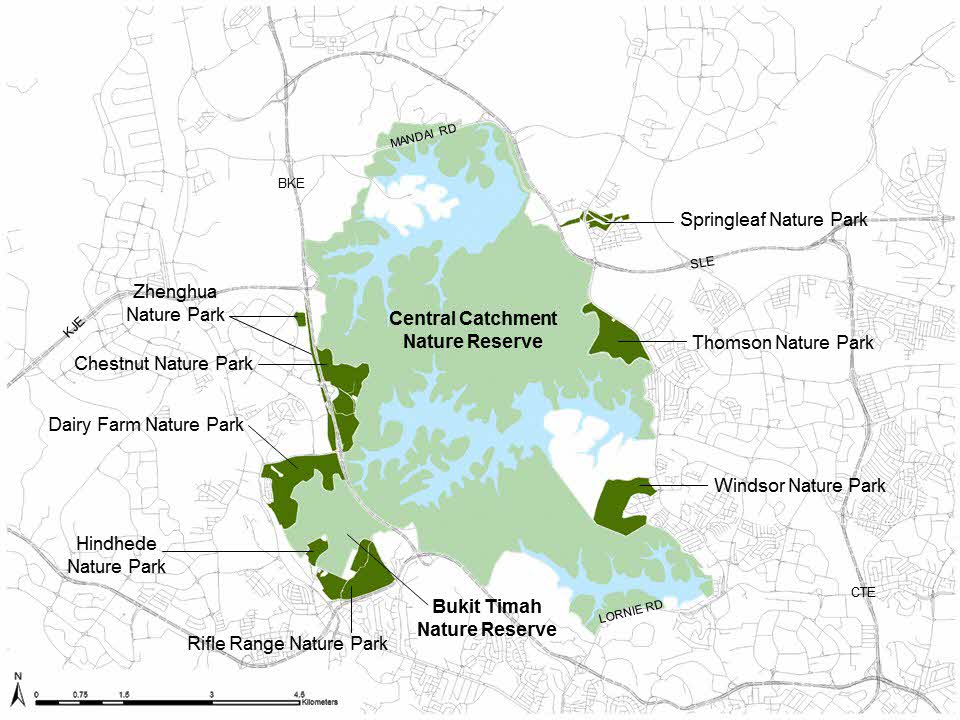 MANDAI RD
BKE
Springleaf Nature Park
SLE
Zhenghua
Nature Park
KJE
Central Catchment
Nature Reserve
Thomson Nature Park
Chestnut Nature Park
Dairy Farm Nature Park
Windsor Nature Park
Hindhede
Nature Park
CTE
Bukit Timah
Nature Reserve
LORNIE RD
Rifle Range Nature Park
N
0 0.75 1.5 3 4.5
Kilometers